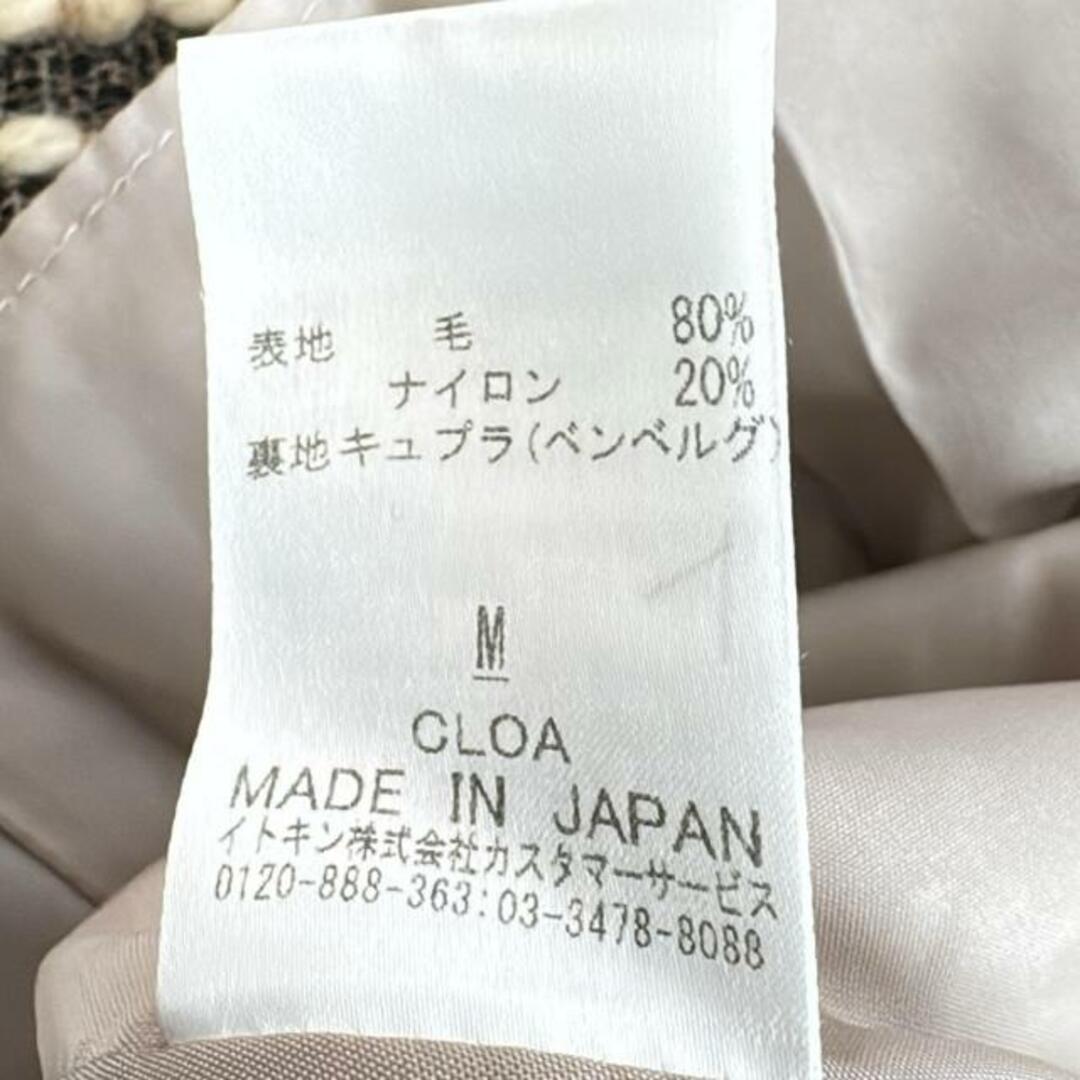 表地 毛 80%
ナイロン 20%
裏地キュプラ(ベンベルグ)
M
CLOA
MADE IN JAPAN
イトキン株式会社カスタマーサービス
0120-888-363:03-3478-8088